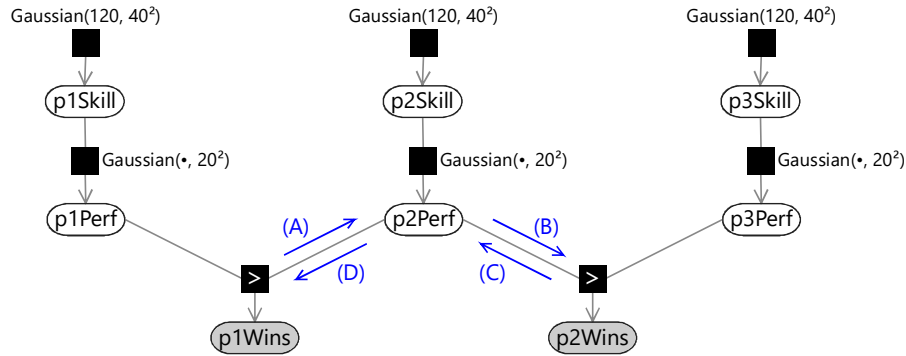 Gaussian(120, 40²) Gaussian(120, 40²) Gaussian(120, 40²)
p1Skill p2Skill p3Skill
Gaussian(•, 20²) Gaussian(•, 20²) Gaussian(•, 20²)
p1Perf p2Perf p3Perf
(A) (B)
(D) (C)
> >
p1Wins p2Wins